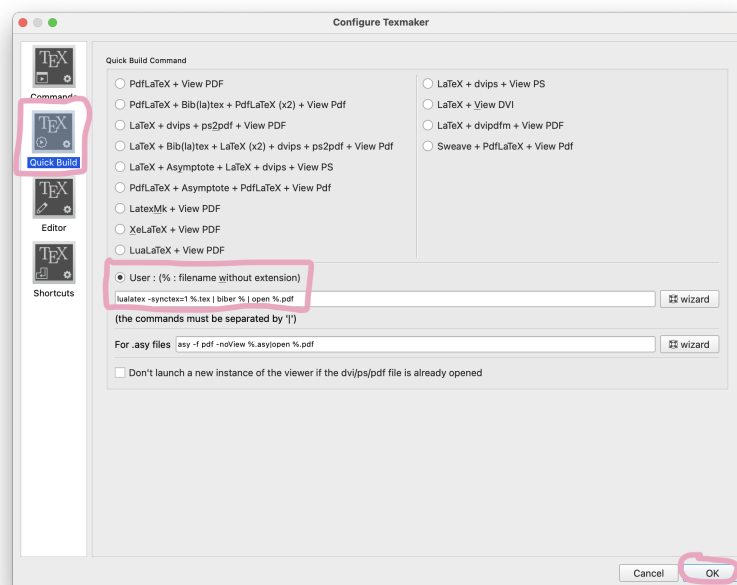 Configure Texmaker
TEX
Commands
TEX
Quick Build
TEX
Editor
TEX
Shortcuts
Quick Build Command
PdfLaTeX + View PDF
PdfLaTeX + Bib(la)tex + PdfLaTeX (x2) + View Pdf
LaTeX + dvips + ps2pdf + View PDF
LaTeX + Bib(la)tex + LaTeX (x2) + dvips + ps2pdf + View Pdf
LaTeX + Asymptote + LaTeX + dvips + View PS
PdfLaTeX + Asymptote + PdfLaTeX + View Pdf
LatexMk + View PDF
XeLaTeX + View PDF
LuaLaTeX + View PDF
LaTeX + dvips + View PS
LaTeX + View DVI
LaTeX + dvipdfm + View PDF
Sweave + PdfLaTeX + View Pdf
User : (% : filename without extension)
lualatex -synctex=1 %.tex | biber % | open %.pdf
wizard
(the commands must be separated by '|')
For .asy files
asy -f pdf -noView %.asy|open %.pdf
wizard
Don't launch a new instance of the viewer if the dvi/ps/pdf file is already opened
Cancel
OK